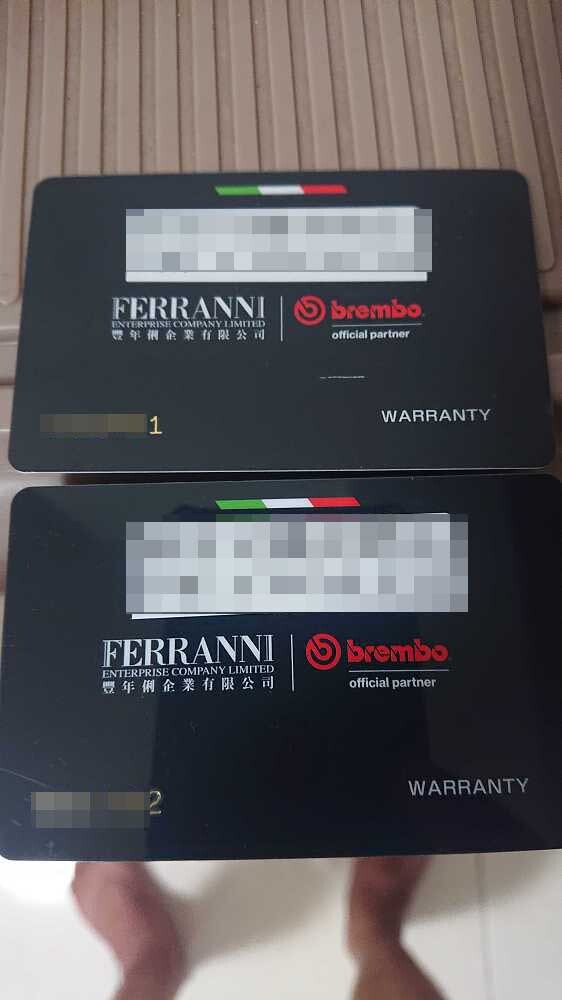 FERRANNI
ENTERPRISE COMPANY LIMITED
豐年俐企業有限公司
brembo
official partner
1
WARRANTY
FERRANNI
ENTERPRISE COMPANY LIMITED
豐年俐企業有限公司
brembo
official partner
2
WARRANTY